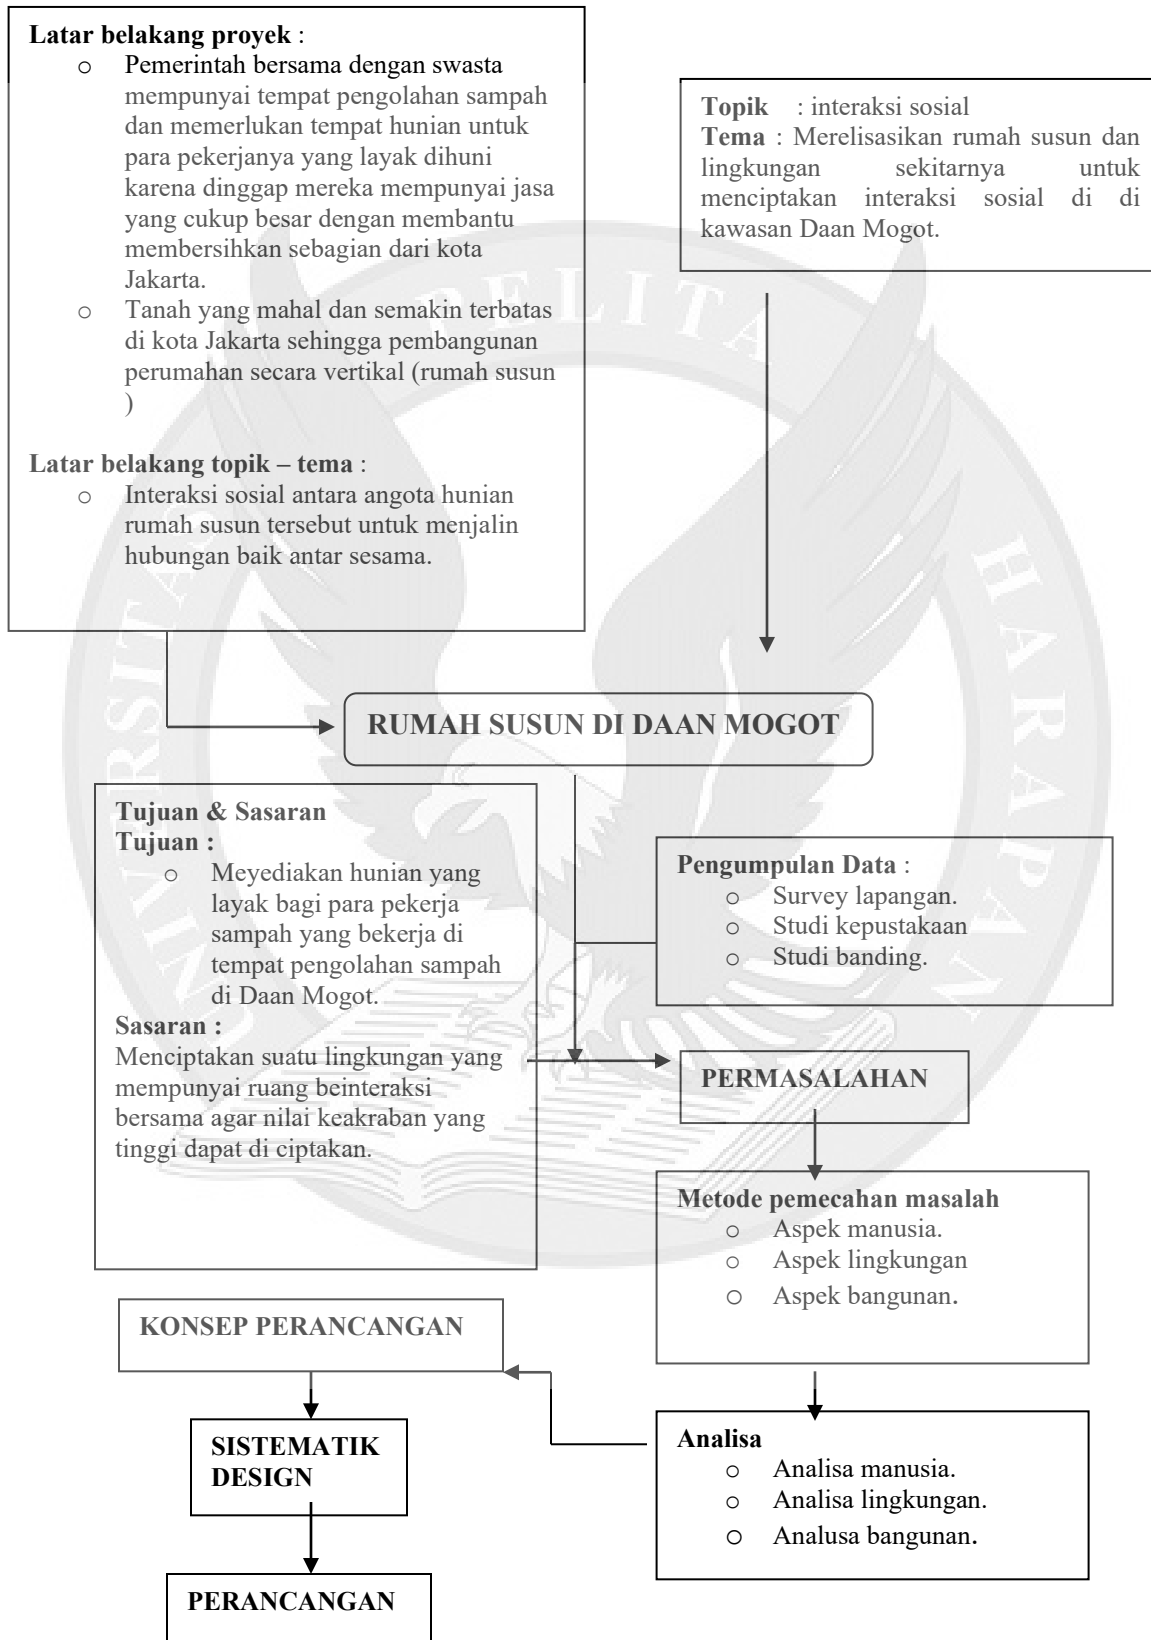 Latar belakang proyek :
o Pemerintah bersama dengan swasta
mempunyai tempat pengolahan sampah
dan memerlukan tempat hunian untuk
para pekerjanya yang layak dihuni
karena dinggap mereka mempunyai jasa
yang cukup besar dengan membantu
membersihkan sebagian dari kota
Jakarta.
o Tanah yang mahal dan semakin terbatas
di kota Jakarta sehingga pembangunan
perumahan secara vertikal (rumah susun
)
Latar belakang topik – tema :
o Interaksi sosial antara angota hunian
rumah susun tersebut untuk menjalin
hubungan baik antar sesama.
Topik : interaksi sosial
Tema : Merelisasikan rumah susun dan
lingkungan sekitarnya untuk
menciptakan interaksi sosial di di
kawasan Daan Mogot.
UNIVERSITAS PELITA HARAPAN
RUMAH SUSUN DI DAAN MOGOT
Tujuan & Sasaran
Tujuan :
o Meyediakan hunian yang
layak bagi para pekerja
sampah yang bekerja di
tempat pengolahan sampah
di Daan Mogot.
Sasaran :
Menciptakan suatu lingkungan yang
mempunyai ruang beinteraksi
bersama agar nilai keakraban yang
tinggi dapat di ciptakan.
Pengumpulan Data :
o Survey lapangan.
o Studi kepustakaan
o Studi banding.
PERMASALAHAN
Metode pemecahan masalah
o Aspek manusia.
o Aspek lingkungan
o Aspek bangunan.
Analisa
o Analisa manusia.
o Analisa lingkungan.
o Analusa bangunan.
KONSEP PERANCANGAN
SISTEMATIK
DESIGN
PERANCANGAN